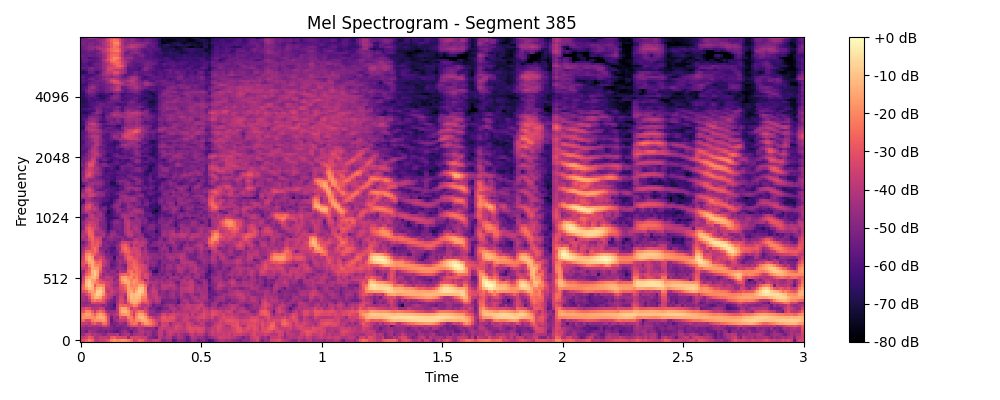 Mel Spectrogram - Segment 385
Frequency
4096
2048
1024
512
0
0
0.5
1
1.5
2
2.5
3
Time
+0 dB
-10 dB
-20 dB
-30 dB
-40 dB
-50 dB
-60 dB
-70 dB
-80 dB